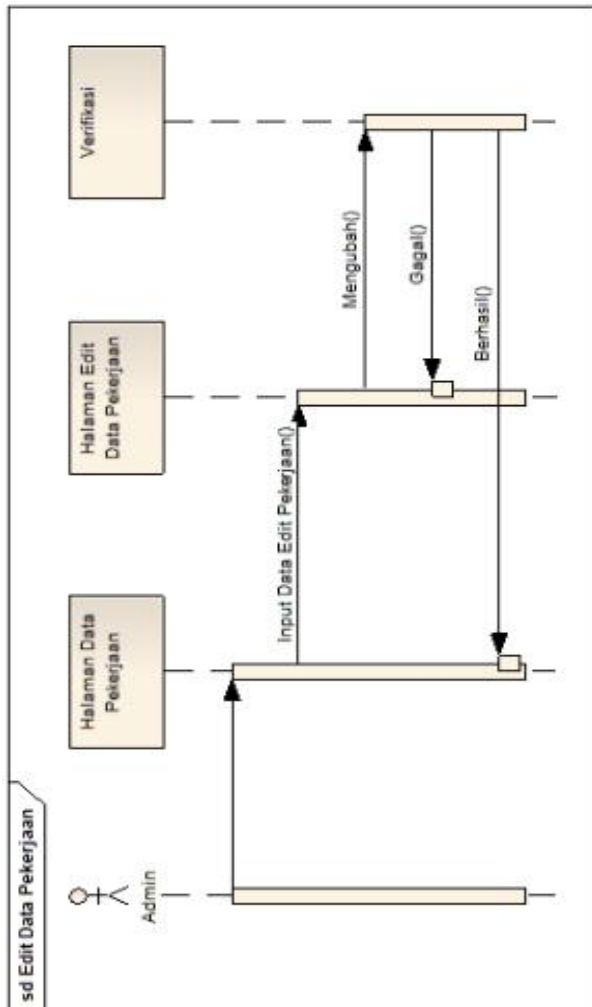 sd Edit Data Pekerjaan
Admin
Halaman Data
Pekerjaan
Halaman Edit
Data Pekerjaan
Verifikasi
Input Data Edit Pekerjaan()
Mengubah()
Gagal()
Berhasil()